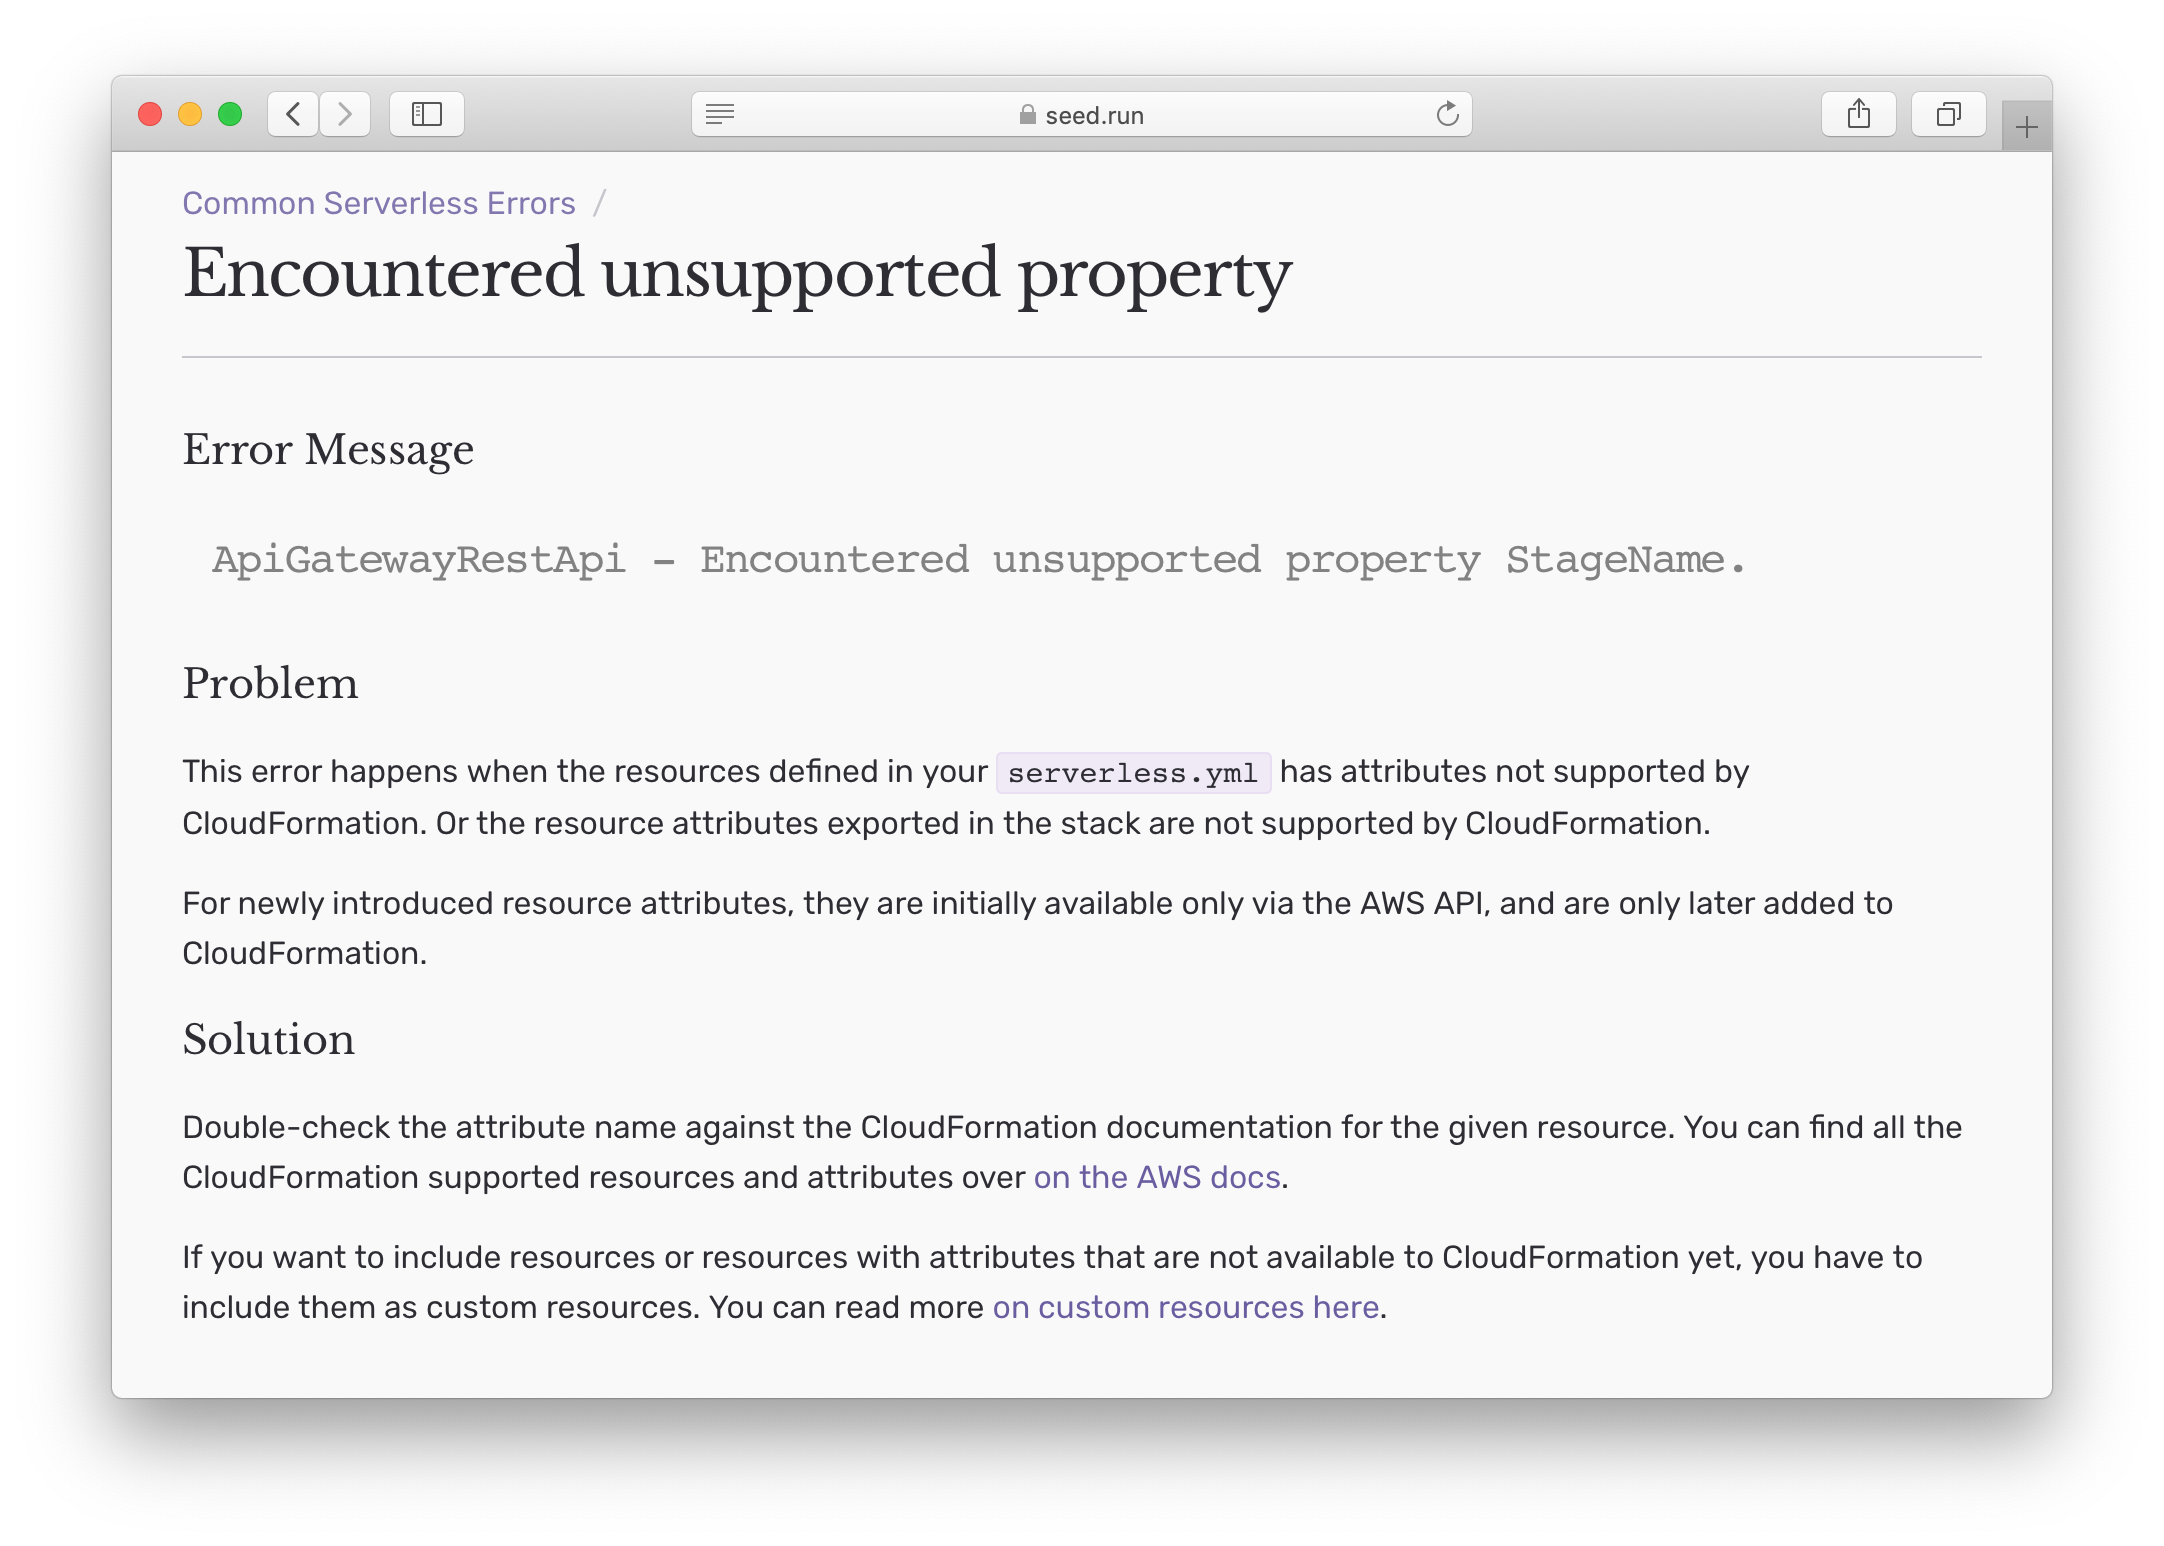 seed.run
Common Serverless Errors /
Encountered unsupported property
Error Message
ApiGatewayRestApi – Encountered unsupported property StageName.
Problem
This error happens when the resources defined in your serverless.yml has attributes not supported by
CloudFormation. Or the resource attributes exported in the stack are not supported by CloudFormation.
For newly introduced resource attributes, they are initially available only via the AWS API, and are only later added to
CloudFormation.
Solution
Double-check the attribute name against the CloudFormation documentation for the given resource. You can find all the
CloudFormation supported resources and attributes over on the AWS docs.
If you want to include resources or resources with attributes that are not available to CloudFormation yet, you have to
include them as custom resources. You can read more on custom resources here.